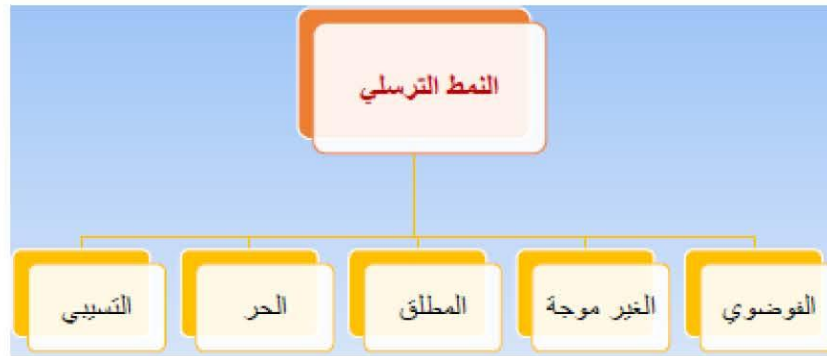 النمط الترسلي
الفوضوي
الغير موجة
المطلق
الحر
التسيبي